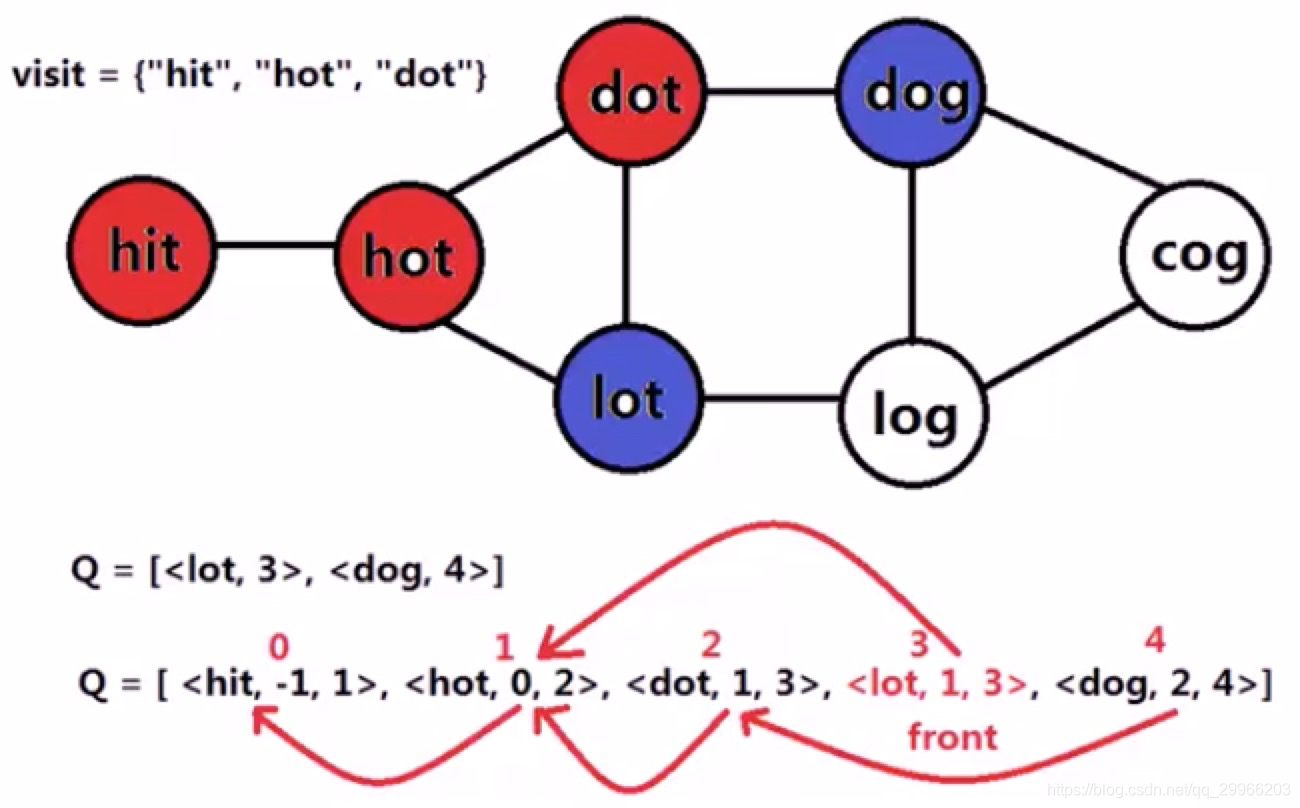 visit = {"hit", "hot", "dot"}
dot
dog
hit
hot
cog
lot
log
Q = [<lot, 3>, <dog, 4>]
0 1 2 3 4
Q = [ <hit, -1, 1>, <hot, 0, 2>, <dot, 1, 3>, <lot, 1, 3>, <dog, 2, 4>]
front
https://blog.csdn.net/qq_29966203